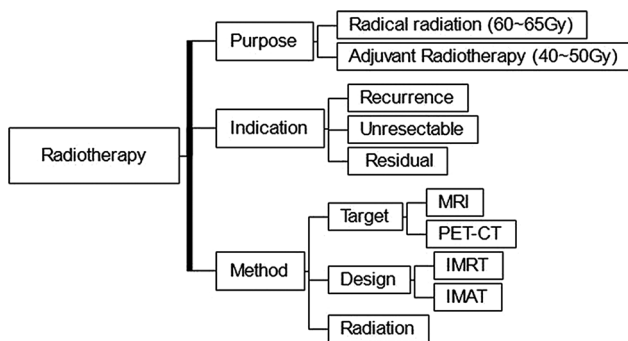 Radiotherapy
Purpose
Radical radiation (60~65Gy)
Adjuvant Radiotherapy (40~50Gy)
Indication
Recurrence
Unresectable
Residual
Method
Target
MRI
PET-CT
Design
IMRT
IMAT
Radiation